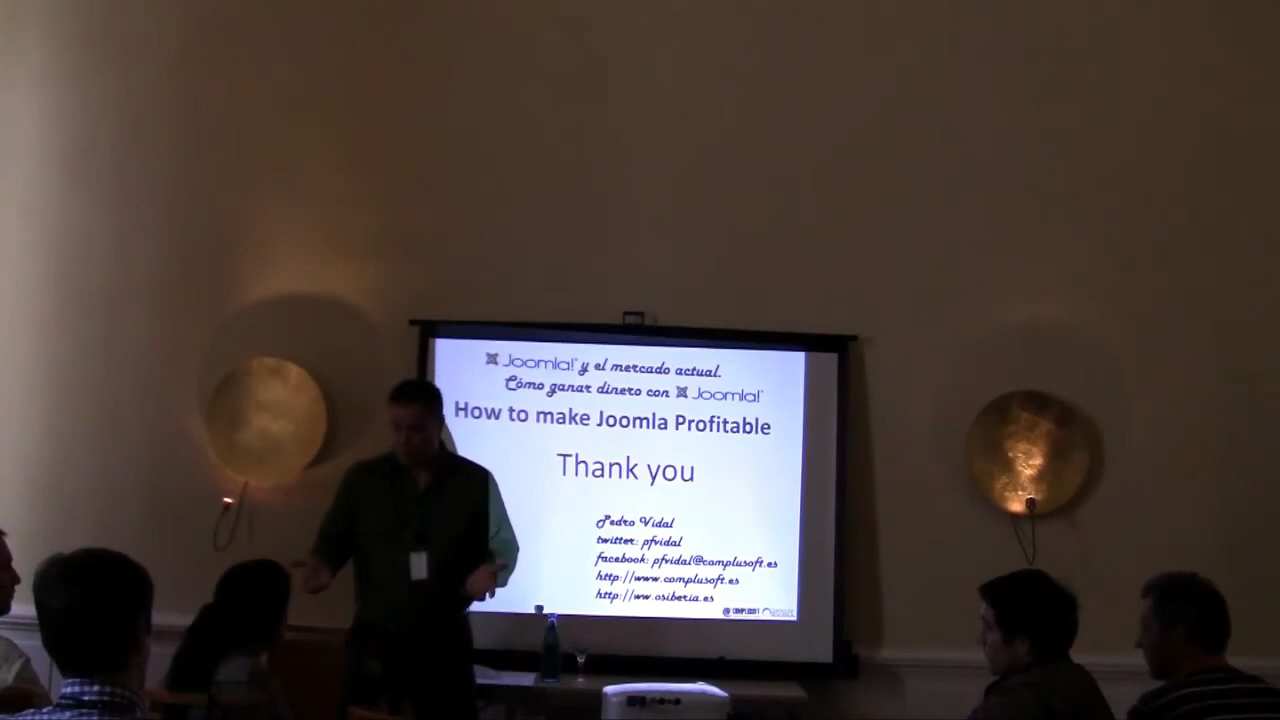 Joomla!® y el mercado actual.
Cómo ganar dinero con Joomla!®
How to make Joomla Profitable
Thank you
Pedro Vidal
twitter: pfvidal
facebook: pfvidal@complusoft.es
http://www.complusoft.es
http://ww.osiberia.es
@ COMPLUSOFT